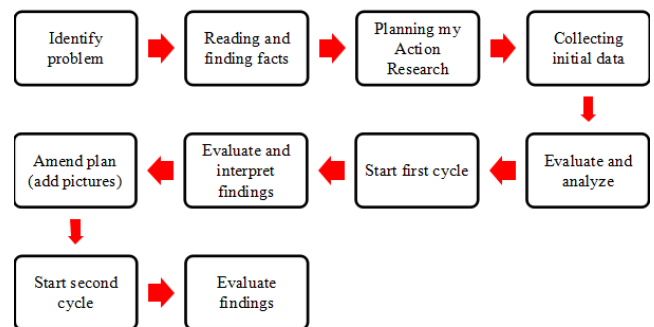 Identify
problem
Reading and
finding facts
Planning my
Action
Research
Collecting
initial data
Evaluate and
analyze
Start first cycle
Evaluate and
interpret
findings
Amend plan
(add pictures)
Start second
cycle
Evaluate
findings